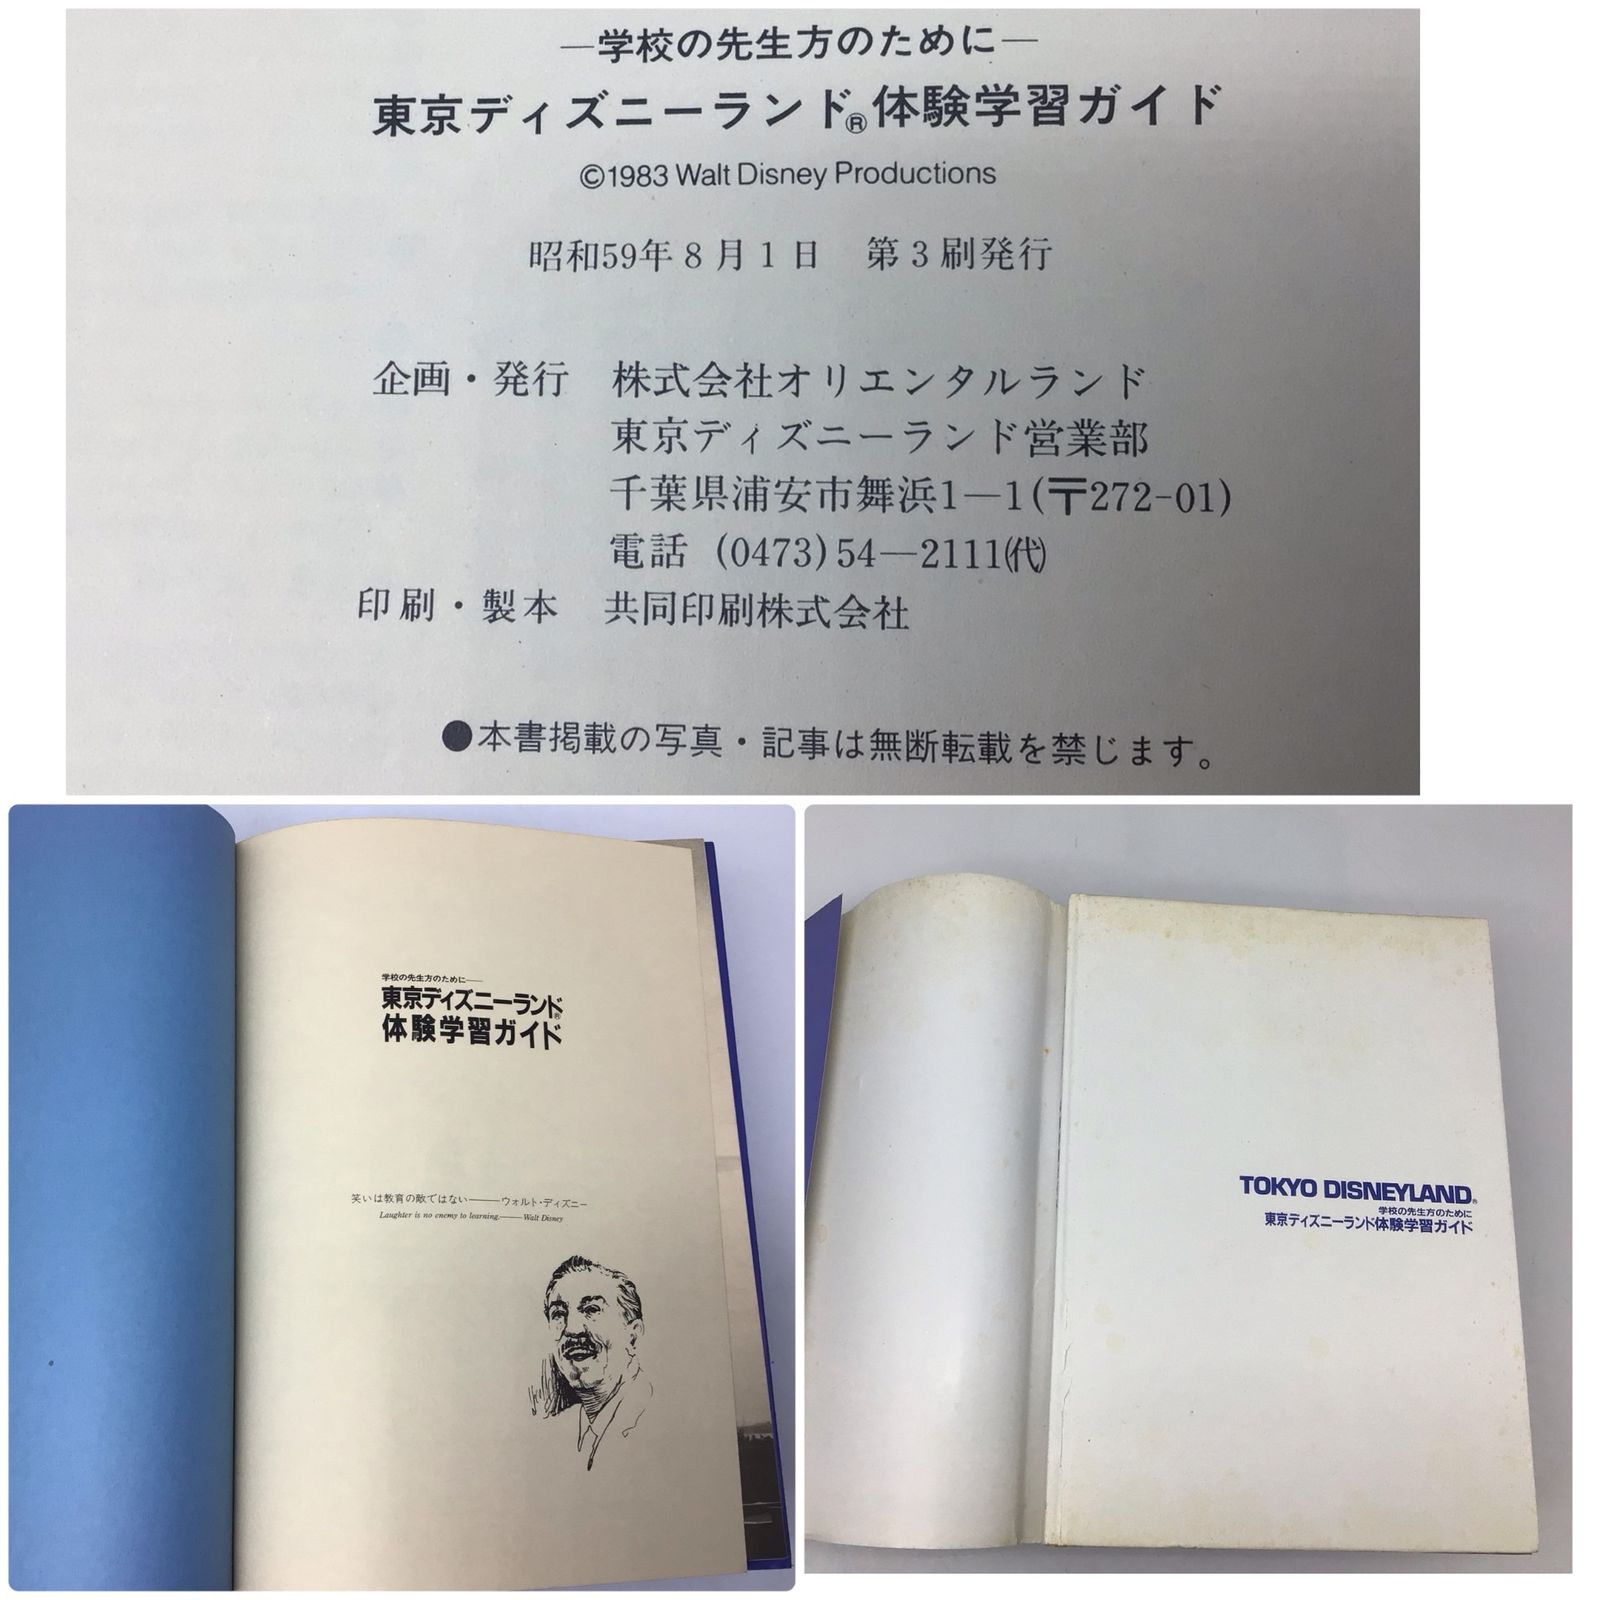 —学校の先生方のために—
東京ディズニーランド®体験学習ガイド
©1983 Walt Disney Productions
昭和59年8月1日　第3刷発行
企画・発行　株式会社オリエンタルランド
東京ディズニーランド営業部
千葉県浦安市舞浜1—1(〒272-01)
電話 (0473)54—2111㈹
印刷・製本　共同印刷株式会社
●本書掲載の写真・記事は無断転載を禁じます。
学校の先生方のために——
東京ディズニーランド®
体験学習ガイド
笑いは教育の敵ではない——ウォルト・ディズニー
Laughter is no enemy to learning.——Walt Disney
TOKYO DISNEYLAND®
学校の先生方のために
東京ディズニーランド体験学習ガイド